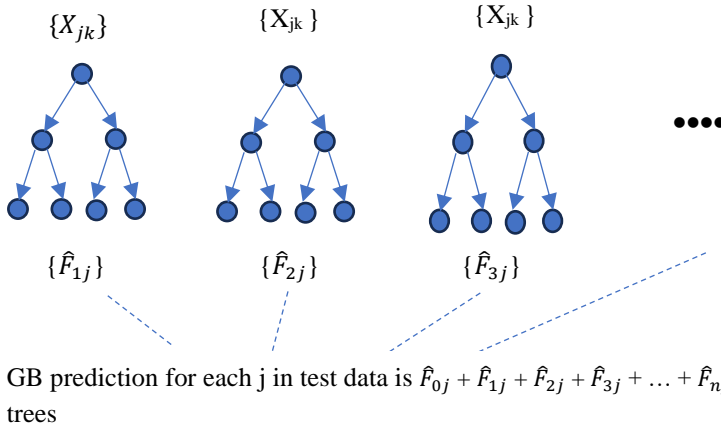 {X_jk} {X_jk} {X_jk}
{F̂_1j} {F̂_2j} {F̂_3j}
GB prediction for each j in test data is F̂_0j + F̂_1j + F̂_2j + F̂_3j + … + F̂_n
trees